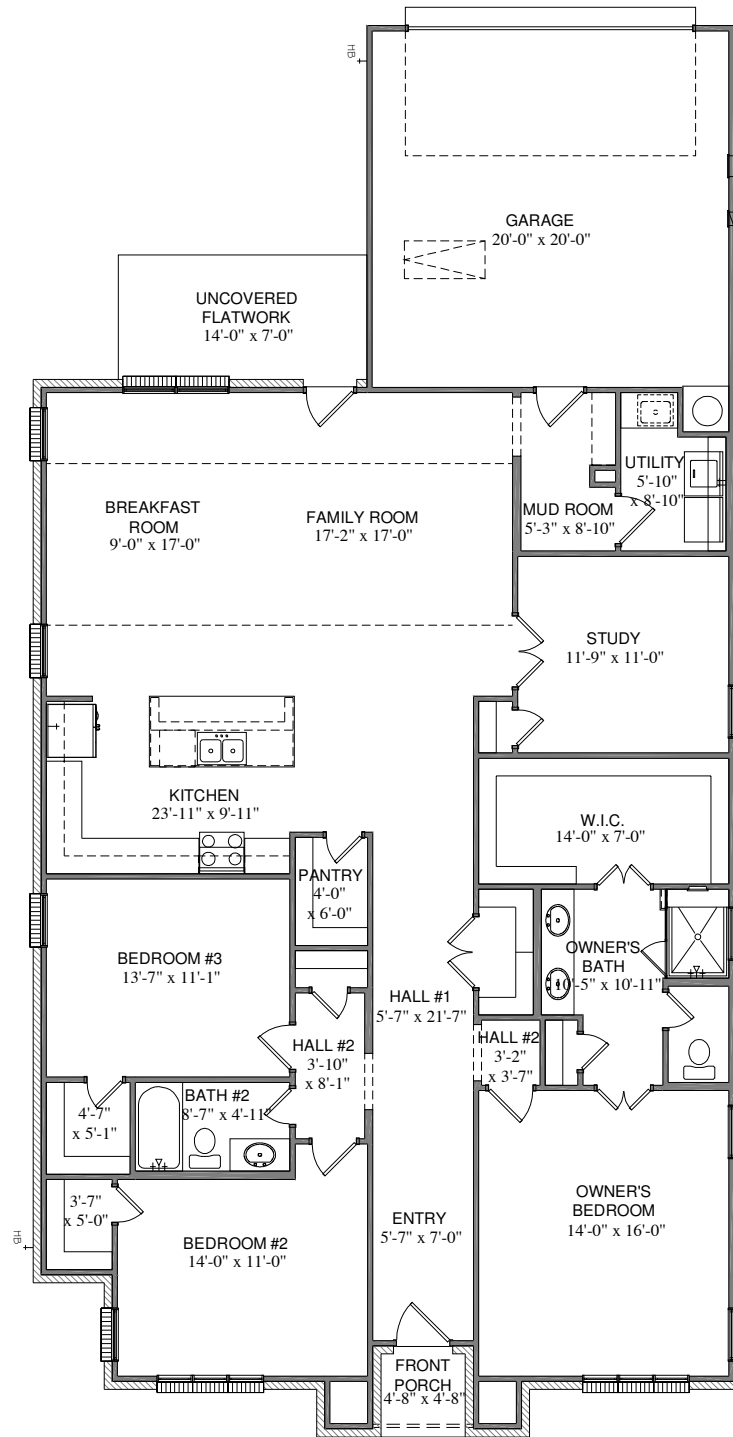 HB
GARAGE
20'-0" x 20'-0"
UNCOVERED
FLATWORK
14'-0" x 7'-0"
BREAKFAST
ROOM
9'-0" x 17'-0"
FAMILY ROOM
17'-2" x 17'-0"
MUD ROOM
5'-3" x 8'-10"
UTILITY
5'-10"
x 8'-10"
STUDY
11'-9" x 11'-0"
KITCHEN
23'-11" x 9'-11"
W.I.C.
14'-0" x 7'-0"
PANTRY
4'-0"
x 6'-0"
BEDROOM #3
13'-7" x 11'-1"
OWNER'S
BATH
10'-5" x 10'-11"
HALL #1
5'-7" x 21'-7"
HALL #2
3'-10"
x 8'-1"
HALL #2
3'-2"
x 3'-7"
4'-7"
x 5'-1"
BATH #2
8'-7" x 4'-11"
3'-7"
x 5'-0"
HB
BEDROOM #2
14'-0" x 11'-0"
ENTRY
5'-7" x 7'-0"
OWNER'S
BEDROOM
14'-0" x 16'-0"
FRONT
PORCH
4'-8" x 4'-8"